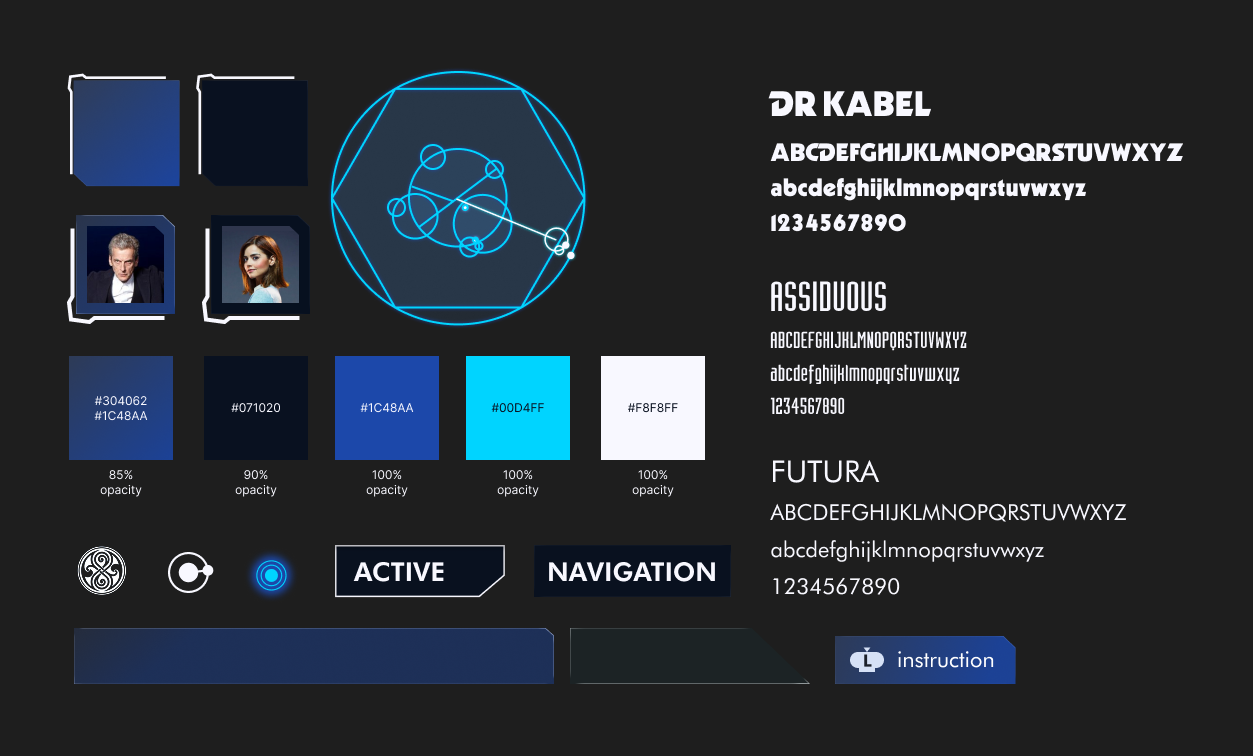 DR KABEL
ABCDEFGHIJKLMNOPQRSTUVWXYZ
abcdefghijklmnopqrstuvwxyz
1234567890
ASSIDUOUS
ABCDEFGHIJKLMNOPQRSTUVWXYZ
abcdefghijklmnopqrstuvwxyz
1234567890
FUTURA
ABCDEFGHIJKLMNOPQRSTUVWXYZ
abcdefghijklmnopqrstuvwxyz
1234567890
#304062
#1C48AA
#071020
#1C48AA
#00D4FF
#F8F8FF
85%
opacity
90%
opacity
100%
opacity
100%
opacity
100%
opacity
ACTIVE
NAVIGATION
L
instruction